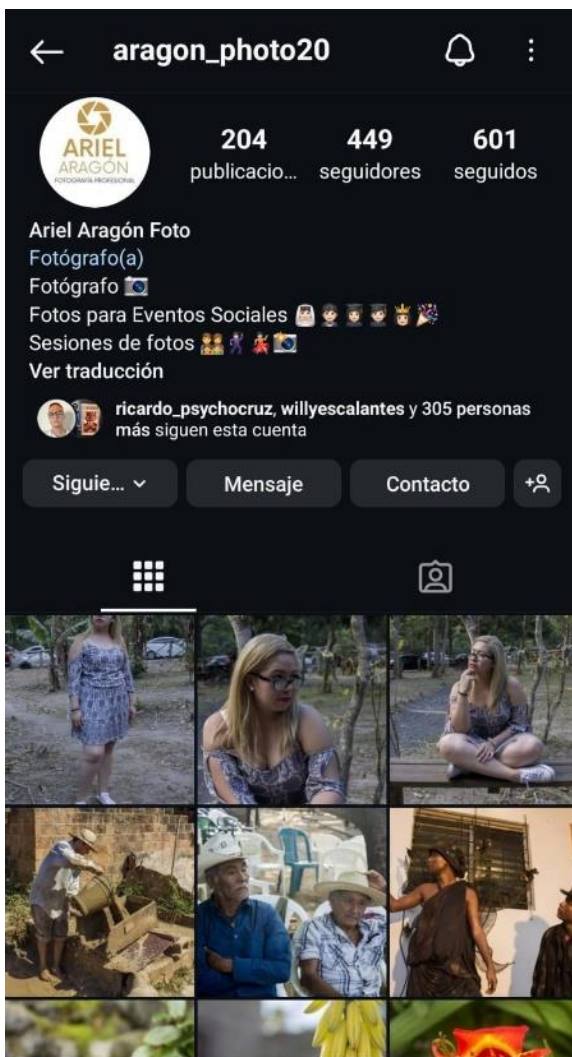 aragon_photo20
ARIEL
ARAGÓN
FOTOGRAFÍA PROFESIONAL
204
publicacio...
449
seguidores
601
seguidos
Ariel Aragón Foto
Fotógrafo(a)
Fotógrafo 📷
Fotos para Eventos Sociales 👰🏻👨🏻‍🎓👩🏻‍🎓👨🏻‍🎓👸🏻🎉
Sesiones de fotos 👫🕺💃📸
Ver traducción
ricardo_psychocruz, willyescalantes y 305 personas
más siguen esta cuenta
Siguie...
Mensaje
Contacto